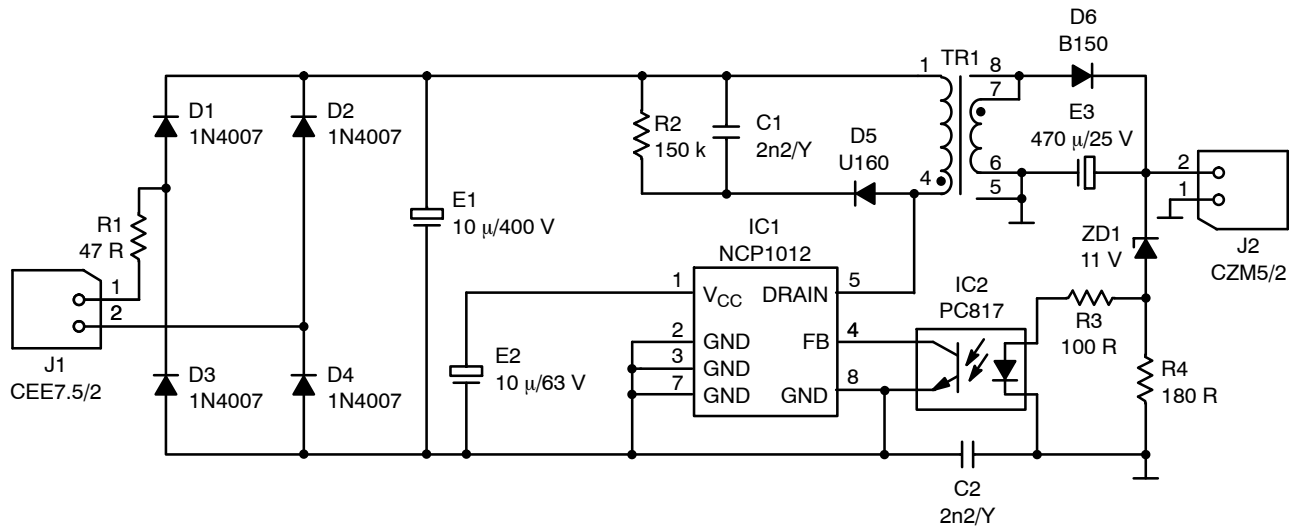 D6
B150
TR1
1
8
7
D1
1N4007
D2
1N4007
R2
150 k
C1
2n2/Y
D5
U160
E3
470 μ/25 V
4
6
5
2
1
J2
CZM5/2
R1
47 R
E1
10 μ/400 V
IC1
NCP1012
ZD1
11 V
1
2
J1
CEE7.5/2
1
VCC
DRAIN
5
IC2
PC817
R3
100 R
2
GND
FB
4
3
GND
7
GND
GND
8
E2
10 μ/63 V
D3
1N4007
D4
1N4007
R4
180 R
C2
2n2/Y